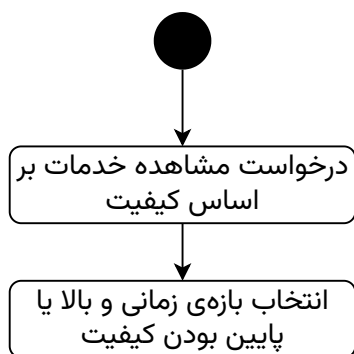 درخواست مشاهده خدمات بر
اساس کیفیت
انتخاب بازه‌ی زمانی و بالا یا
پایین بودن کیفیت